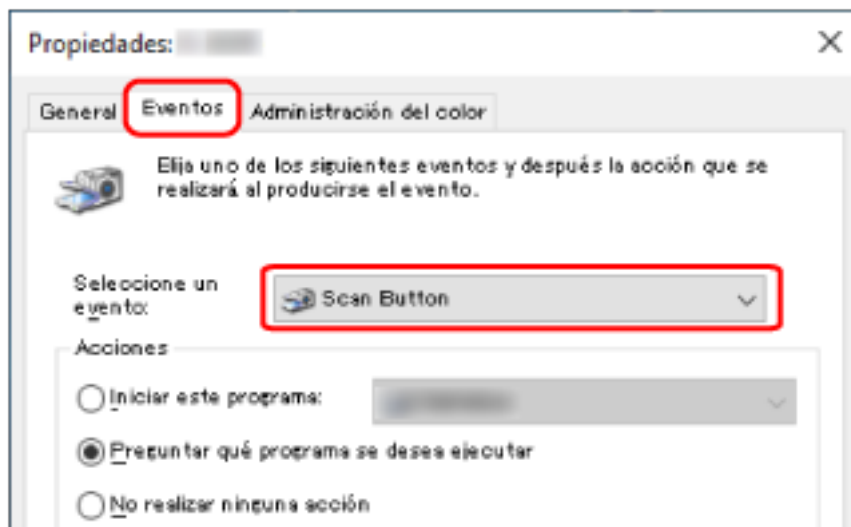 Propiedades:
General Eventos Administración del color
Elija uno de los siguientes eventos y después la acción que se
realizará al producirse el evento.
Seleccione un
evento:
Scan Button
Acciones
Iniciar este programa:
Preguntar qué programa se desea ejecutar
No realizar ninguna acción